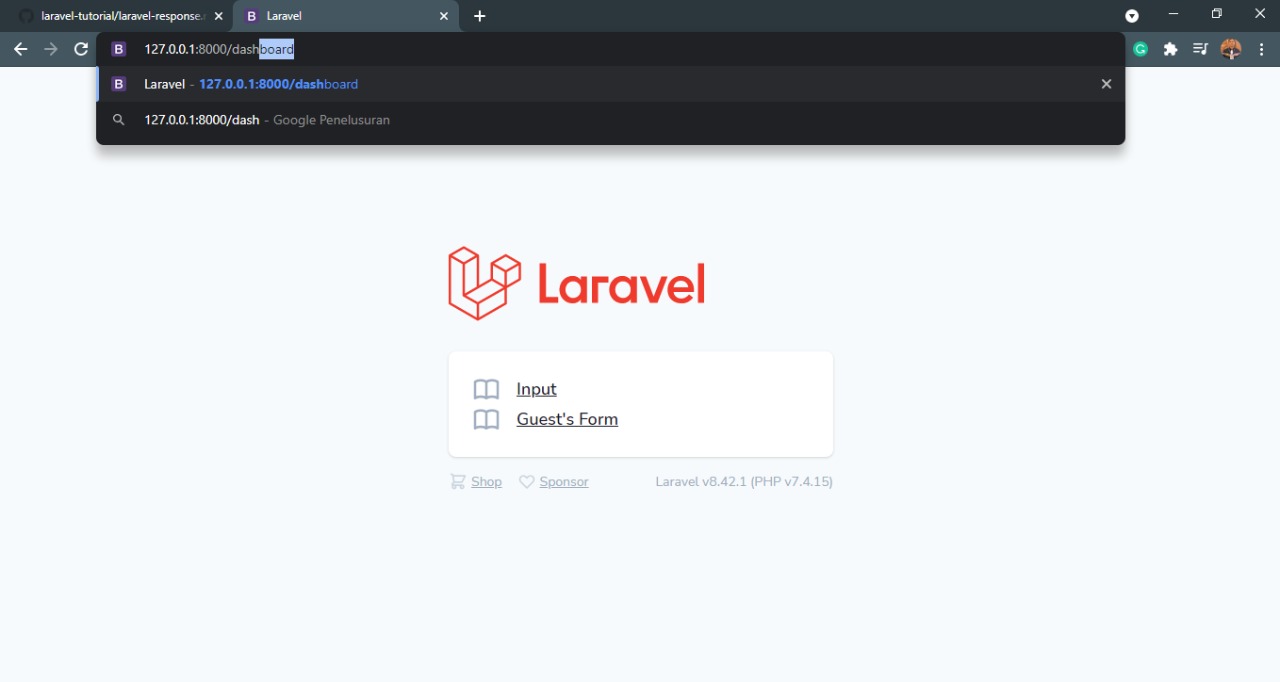 laravel-tutorial/laravel-response.
Laravel
127.0.0.1:8000/dashboard
Laravel - 127.0.0.1:8000/dashboard
127.0.0.1:8000/dash - Google Penelusuran
Laravel
Input
Guest's Form
Shop Sponsor Laravel v8.42.1 (PHP v7.4.15)